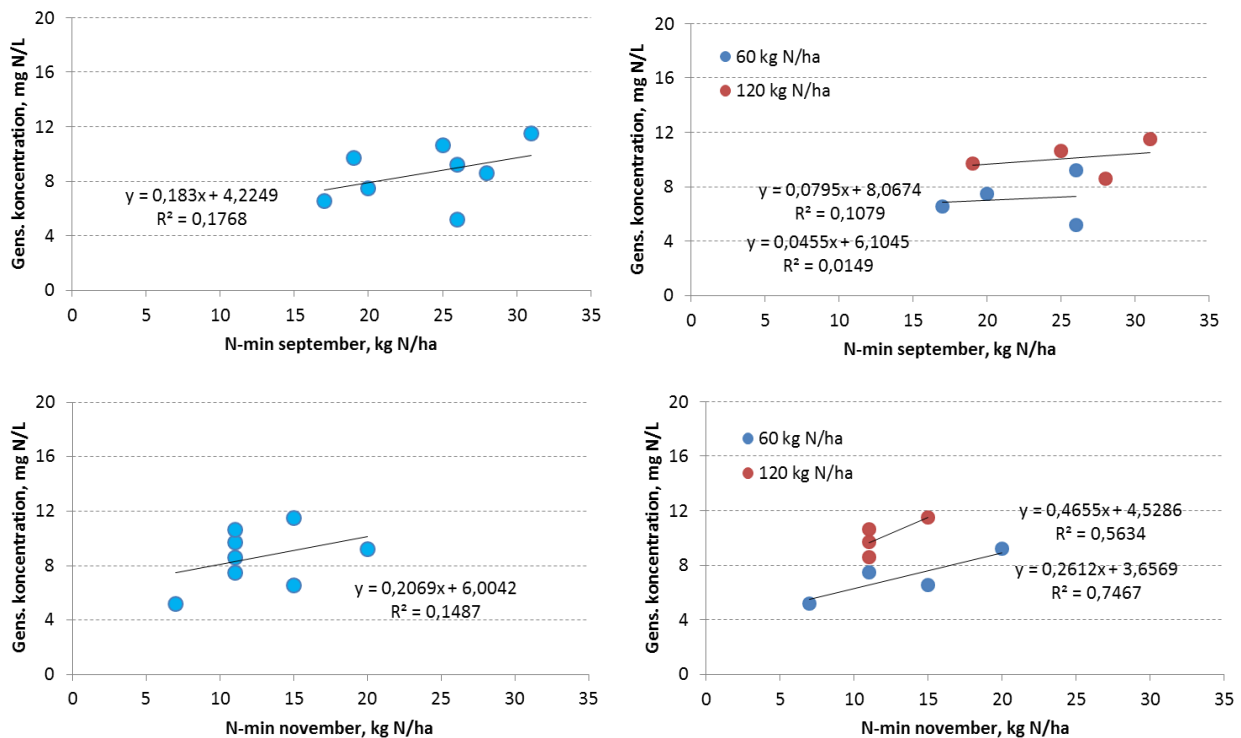 Gens. koncentration, mg N/L
20
16
12
8
4
0
y = 0,183x + 4,2249
R² = 0,1768
0 5 10 15 20 25 30 35
N-min september, kg N/ha
Gens. koncentration, mg N/L
20
16
12
8
4
0
60 kg N/ha
120 kg N/ha
y = 0,0795x + 8,0674
R² = 0,1079
y = 0,0455x + 6,1045
R² = 0,0149
0 5 10 15 20 25 30 35
N-min september, kg N/ha
Gens. koncentration, mg N/L
20
16
12
8
4
0
y = 0,2069x + 6,0042
R² = 0,1487
0 5 10 15 20 25 30 35
N-min november, kg N/ha
Gens. koncentration, mg N/L
20
16
12
8
4
0
60 kg N/ha
120 kg N/ha
y = 0,4655x + 4,5286
R² = 0,5634
y = 0,2612x + 3,6569
R² = 0,7467
0 5 10 15 20 25 30 35
N-min november, kg N/ha